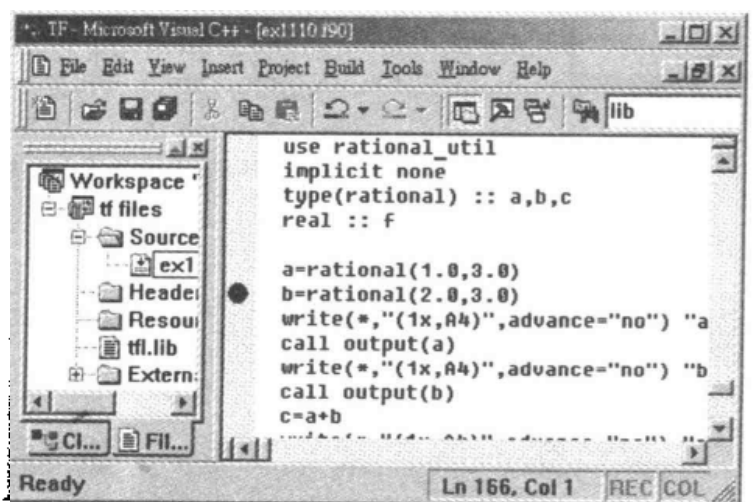 TF - Microsoft Visual C++ - [ex1110.f90]
File Edit View Insert Project Build Tools Window Help
lib
Workspace "
tf files
Source
ex1
Header
Resou
tfl.lib
Extern
Cl...
Fil...
use rational_util
implicit none
type(rational) :: a,b,c
real :: f
a=rational(1.0,3.0)
b=rational(2.0,3.0)
write(*,"(1x,A4)",advance="no") "a
call output(a)
write(*,"(1x,A4)",advance="no") "b
call output(b)
c=a+b
Ready
Ln 166, Col 1
REC COL